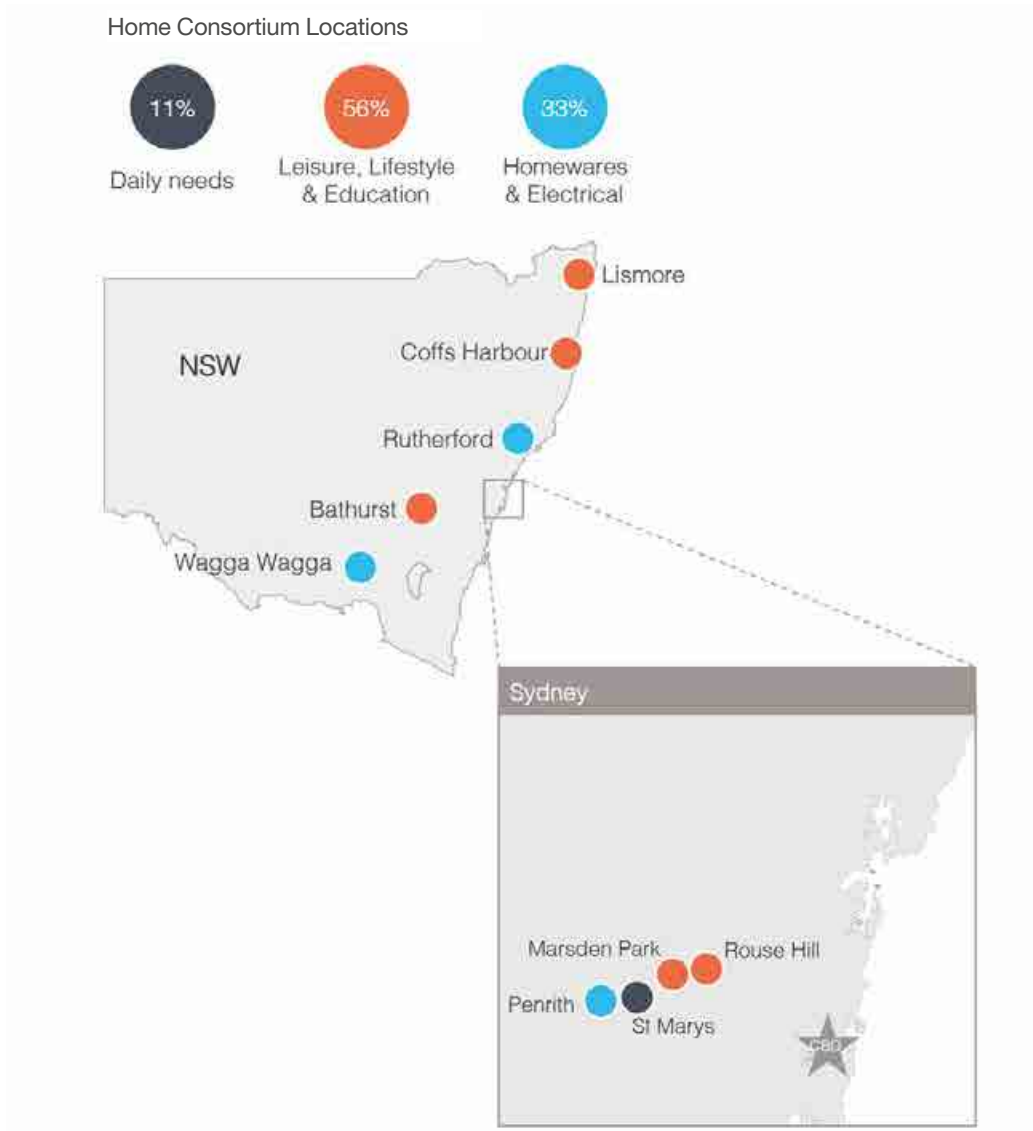 Home Consortium Locations
11%
56%
33%
Daily needs
Leisure, Lifestyle
& Education
Homewares
& Electrical
Lismore
Coffs Harbour
NSW
Rutherford
Bathurst
Wagga Wagga
Sydney
Marsden Park
Rouse Hill
Penrith
St Marys
CBD